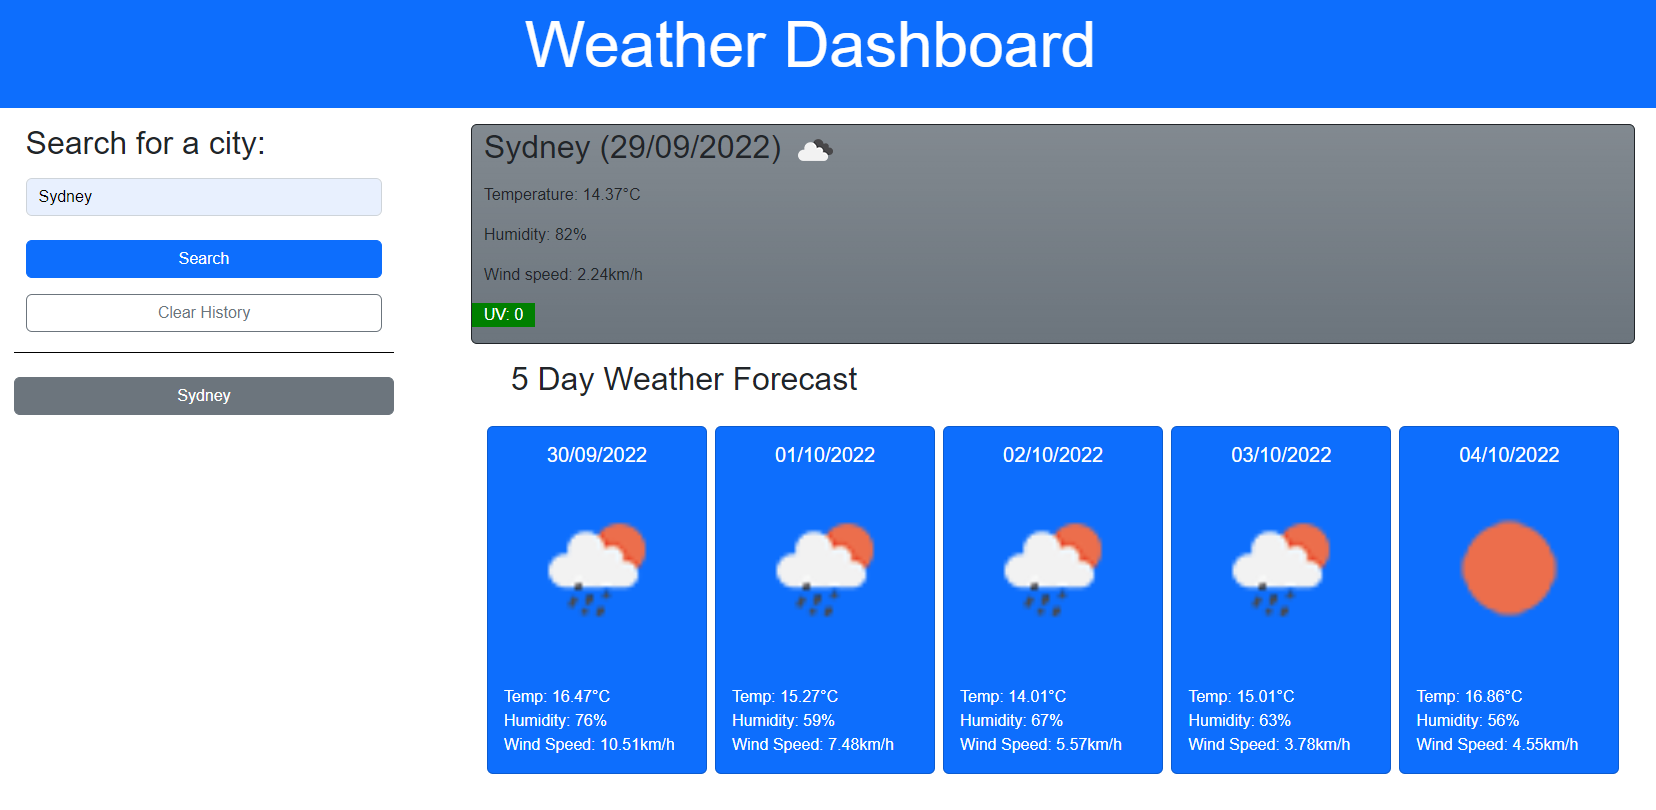 Weather Dashboard
Search for a city:
Sydney
Search
Clear History
Sydney
Sydney (29/09/2022)
Temperature: 14.37°C
Humidity: 82%
Wind speed: 2.24km/h
UV: 0
5 Day Weather Forecast
30/09/2022
Temp: 16.47°C
Humidity: 76%
Wind Speed: 10.51km/h
01/10/2022
Temp: 15.27°C
Humidity: 59%
Wind Speed: 7.48km/h
02/10/2022
Temp: 14.01°C
Humidity: 67%
Wind Speed: 5.57km/h
03/10/2022
Temp: 15.01°C
Humidity: 63%
Wind Speed: 3.78km/h
04/10/2022
Temp: 16.86°C
Humidity: 56%
Wind Speed: 4.55km/h